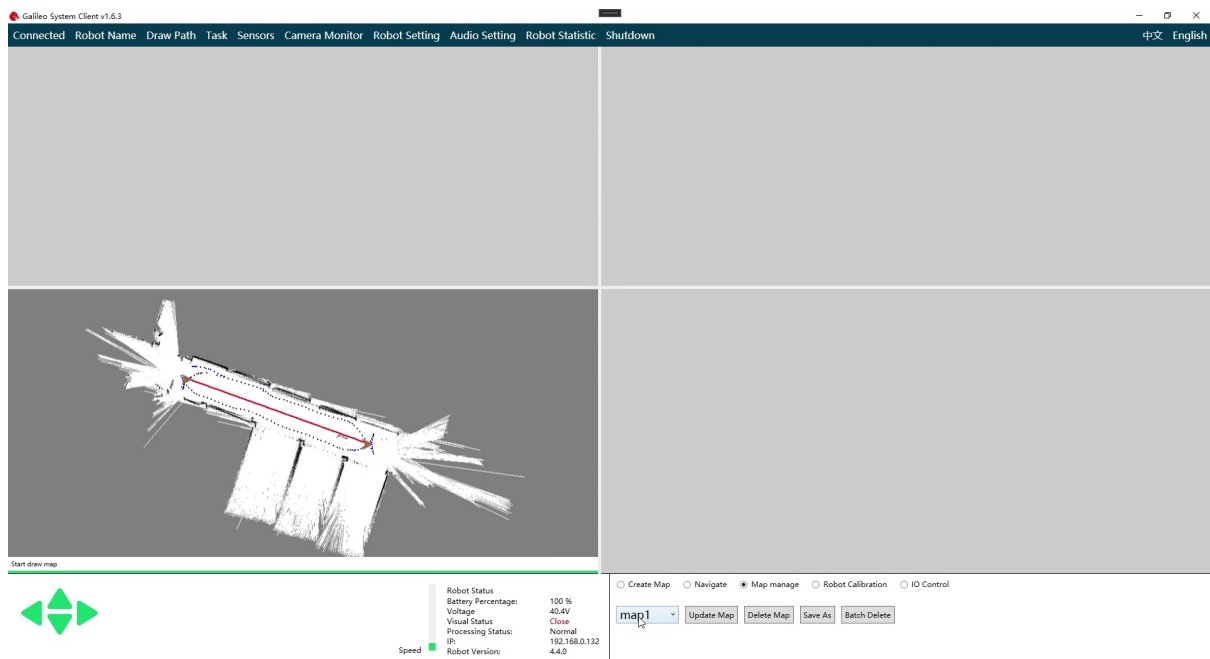 Galileo System Client v1.6.3
Connected Robot Name Draw Path Task Sensors Camera Monitor Robot Setting Audio Setting Robot Statistic Shutdown 中文 English
Start draw map
Robot Status
Battery Percentage: 100 %
Voltage 40.4V
Visual Status Close
Processing Status: Normal
IP: 192.168.0.132
Speed Robot Version: 4.4.0
Create Map Navigate Map manage Robot Calibration IO Control
map1 Update Map Delete Map Save As Batch Delete